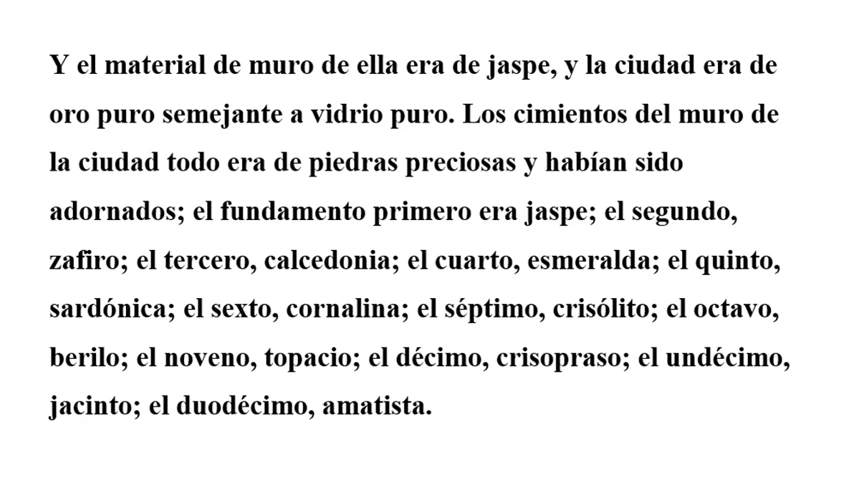 Y el material de muro de ella era de jaspe, y la ciudad era de
oro puro semejante a vidrio puro. Los cimientos del muro de
la ciudad todo era de piedras preciosas y habían sido
adornados; el fundamento primero era jaspe; el segundo,
zafiro; el tercero, calcedonia; el cuarto, esmeralda; el quinto,
sardónica; el sexto, cornalina; el séptimo, crisólito; el octavo,
berilo; el noveno, topacio; el décimo, crisopraso; el undécimo,
jacinto; el duodécimo, amatista.